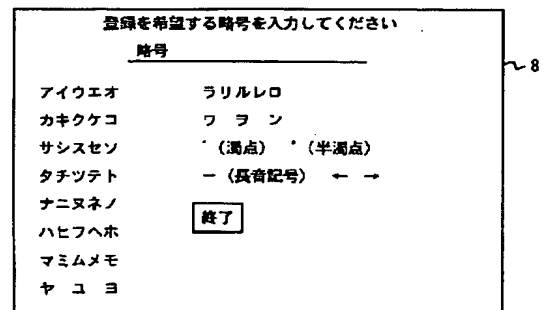 登録を希望する略号を入力してください
略号
8
アイウエオ ラリルレロ
カキクケコ ワ ヲ ン
サシスセソ ゛(濁点) ゜(半濁点)
タチツテト ー (長音記号) ← →
ナニヌネノ
終了
ハヒフヘホ
マミムメモ
ヤ ユ ヨ